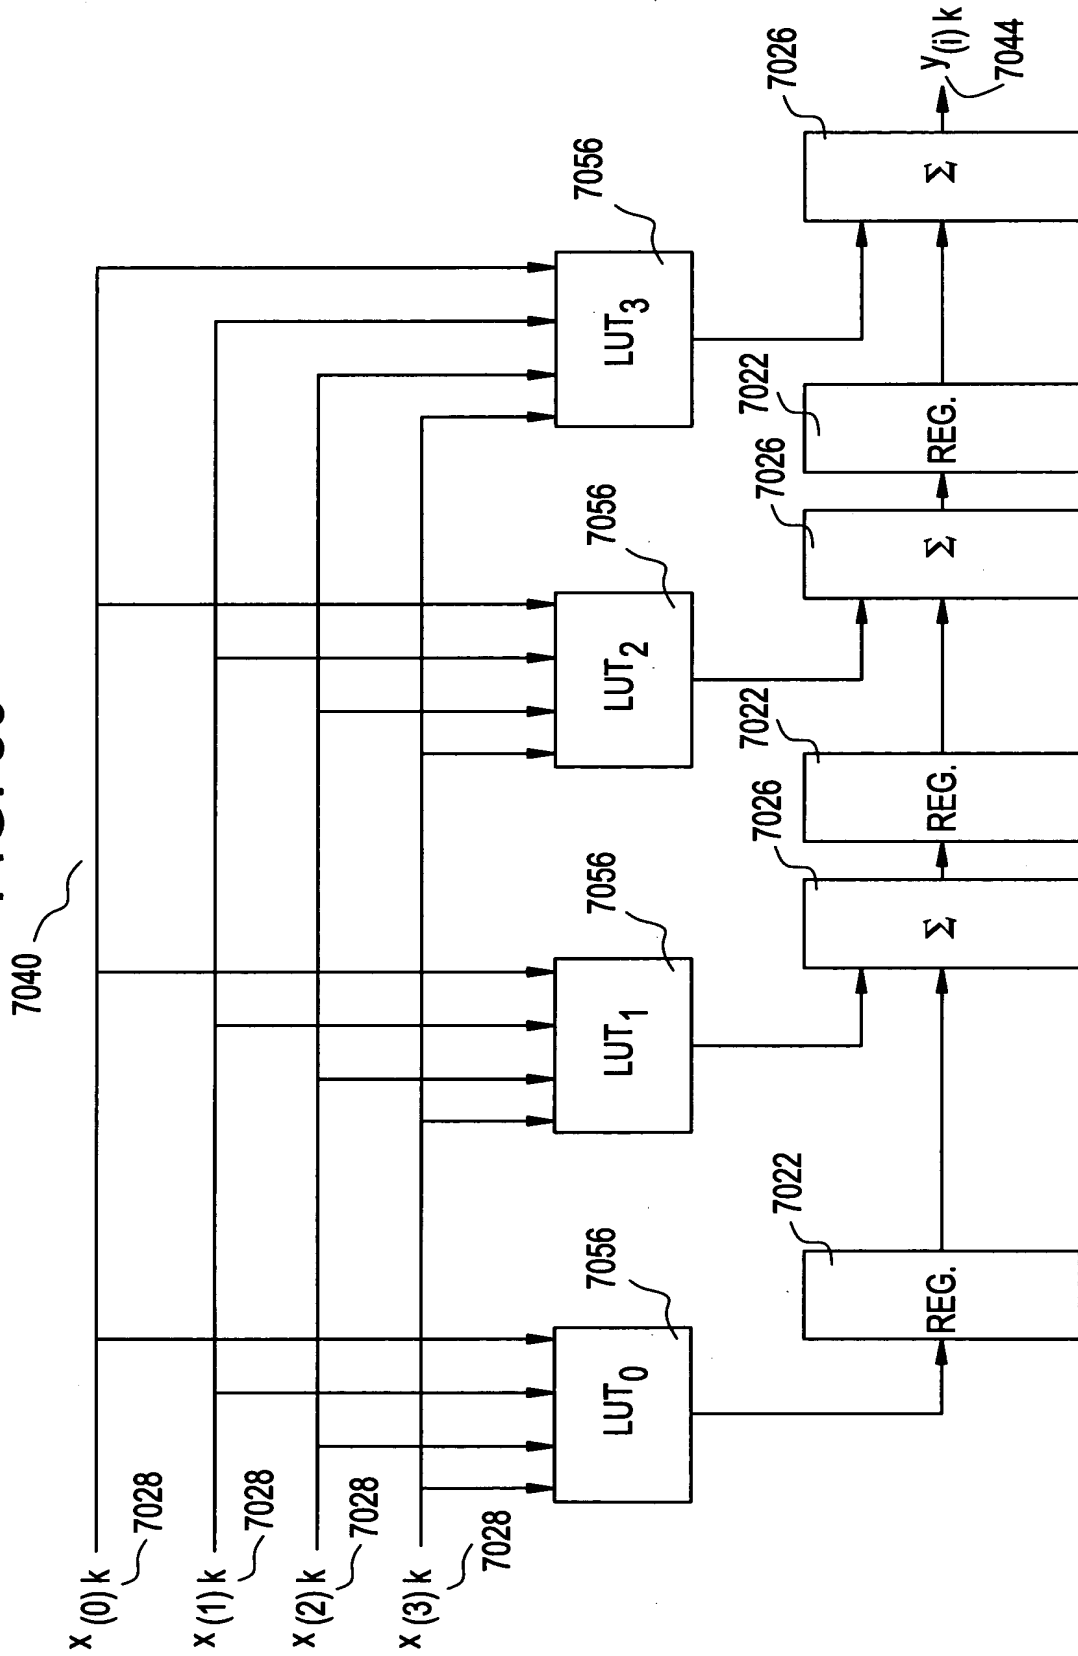 7040
x (0) k
7028
x (1) k
7028
x (2) k
7028
x (3) k
7028
LUT0
7056
LUT1
7056
LUT2
7056
LUT3
7056
REG.
7022
Σ
7026
REG.
7022
Σ
7026
REG.
7022
Σ
7026
y(i) k
7044